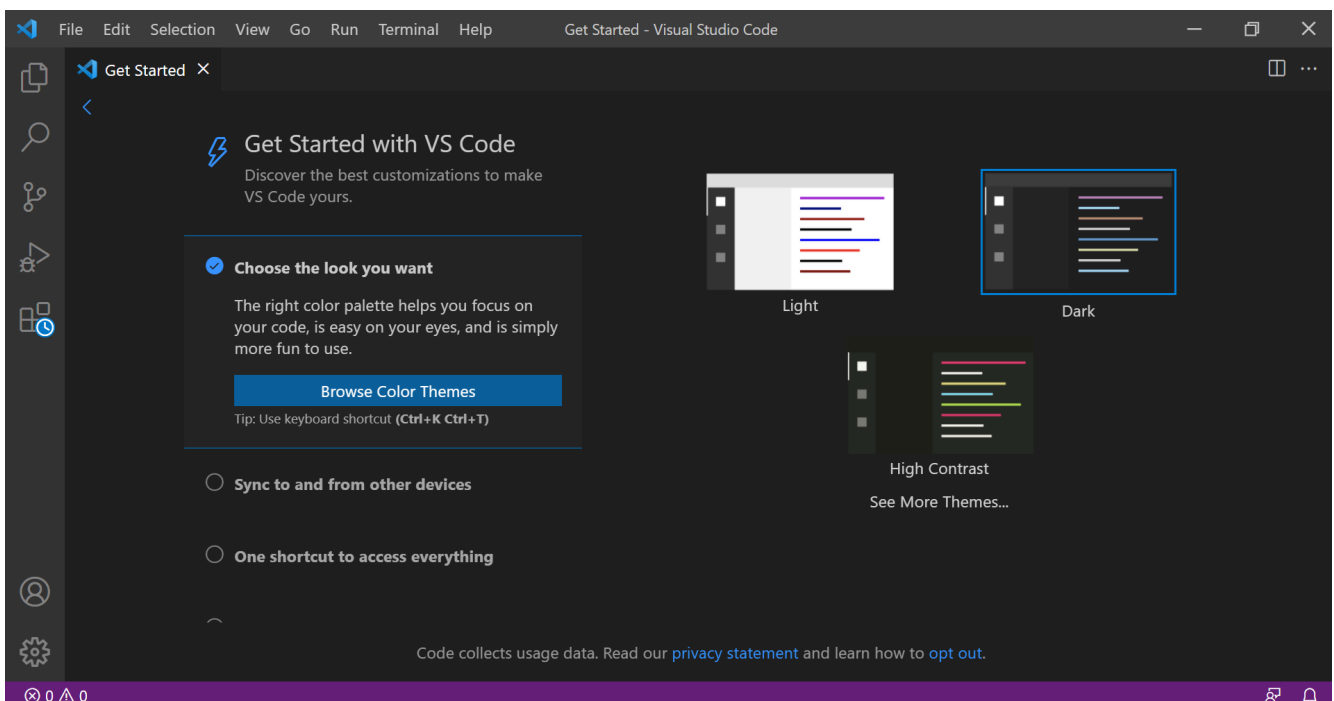 File Edit Selection View Go Run Terminal Help Get Started - Visual Studio Code
Get Started
Get Started with VS Code
Discover the best customizations to make
VS Code yours.
Choose the look you want
The right color palette helps you focus on
your code, is easy on your eyes, and is simply
more fun to use.
Browse Color Themes
Tip: Use keyboard shortcut (Ctrl+K Ctrl+T)
Sync to and from other devices
One shortcut to access everything
Light
Dark
High Contrast
See More Themes...
Code collects usage data. Read our privacy statement and learn how to opt out.
0 0